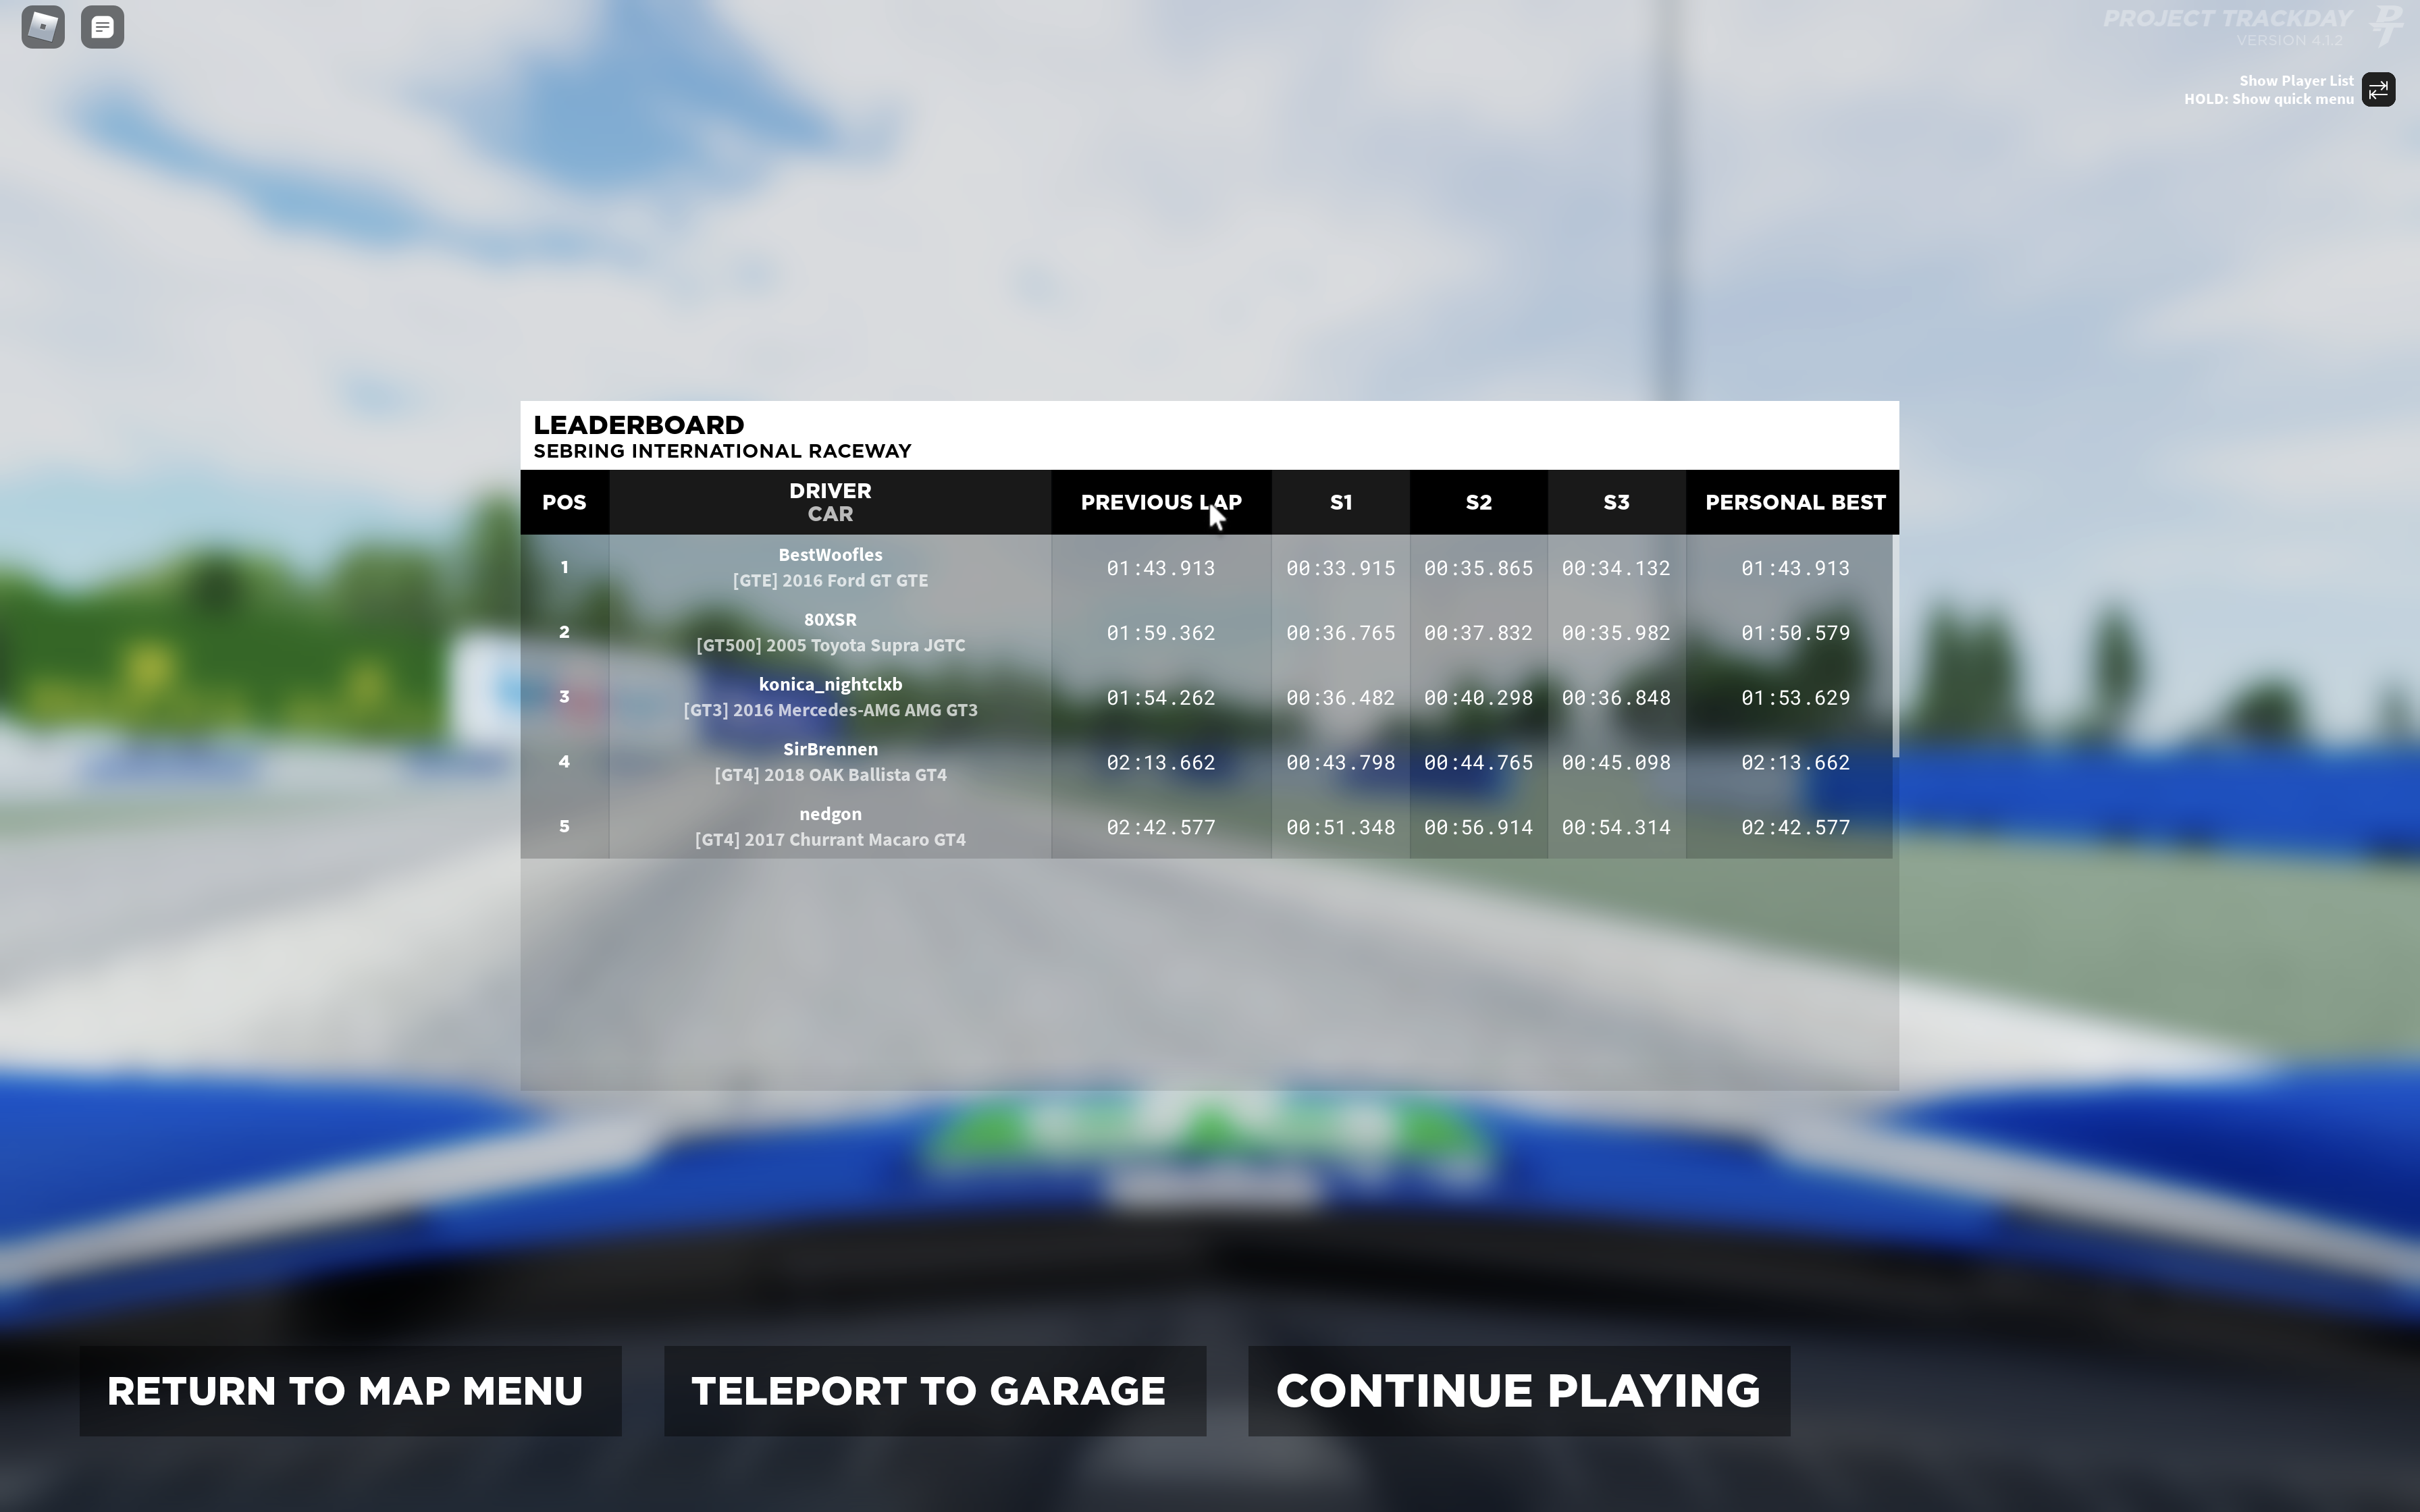 PROJECT TRACKDAY
VERSION 4.1.2
Show Player List
HOLD: Show quick menu
LEADERBOARD
SEBRING INTERNATIONAL RACEWAY
POS DRIVER CAR PREVIOUS LAP S1 S2 S3 PERSONAL BEST
1 BestWoofles 01:43.913 00:33.915 00:35.865 00:34.132 01:43.913
[GTE] 2016 Ford GT GTE
2 80XSR 01:59.362 00:36.765 00:37.832 00:35.982 01:50.579
[GT500] 2005 Toyota Supra JGTC
3 konica_nightclxb 01:54.262 00:36.482 00:40.298 00:36.848 01:53.629
[GT3] 2016 Mercedes-AMG AMG GT3
4 SirBrennen 02:13.662 00:43.798 00:44.765 00:45.098 02:13.662
[GT4] 2018 OAK Ballista GT4
5 nedgon 02:42.577 00:51.348 00:56.914 00:54.314 02:42.577
[GT4] 2017 Churrant Macaro GT4
RETURN TO MAP MENU
TELEPORT TO GARAGE
CONTINUE PLAYING